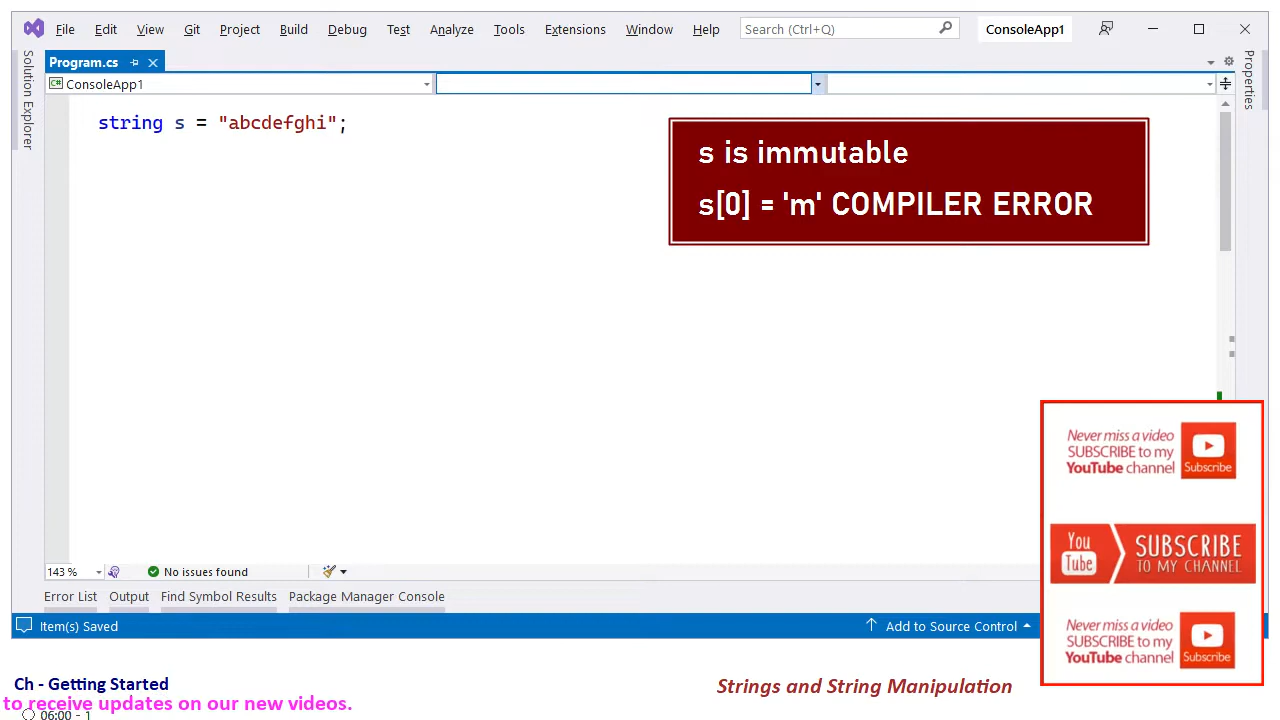 File Edit View Git Project Build Debug Test Analyze Tools Extensions Window Help Search (Ctrl+Q) ConsoleApp1
Solution Explorer
Program.cs
Properties
C# ConsoleApp1
string s = "abcdefghi";
s is immutable
s[0] = 'm' COMPILER ERROR
Never miss a video
SUBSCRIBE to my
YouTube channel
Subscribe
You
Tube
SUBSCRIBE
TO MY CHANNEL
Never miss a video
SUBSCRIBE to my
YouTube channel
Subscribe
143 % No issues found
Error List Output Find Symbol Results Package Manager Console
Item(s) Saved Add to Source Control
Ch - Getting Started
Strings and String Manipulation
to receive updates on our new videos.
06:00 - 1